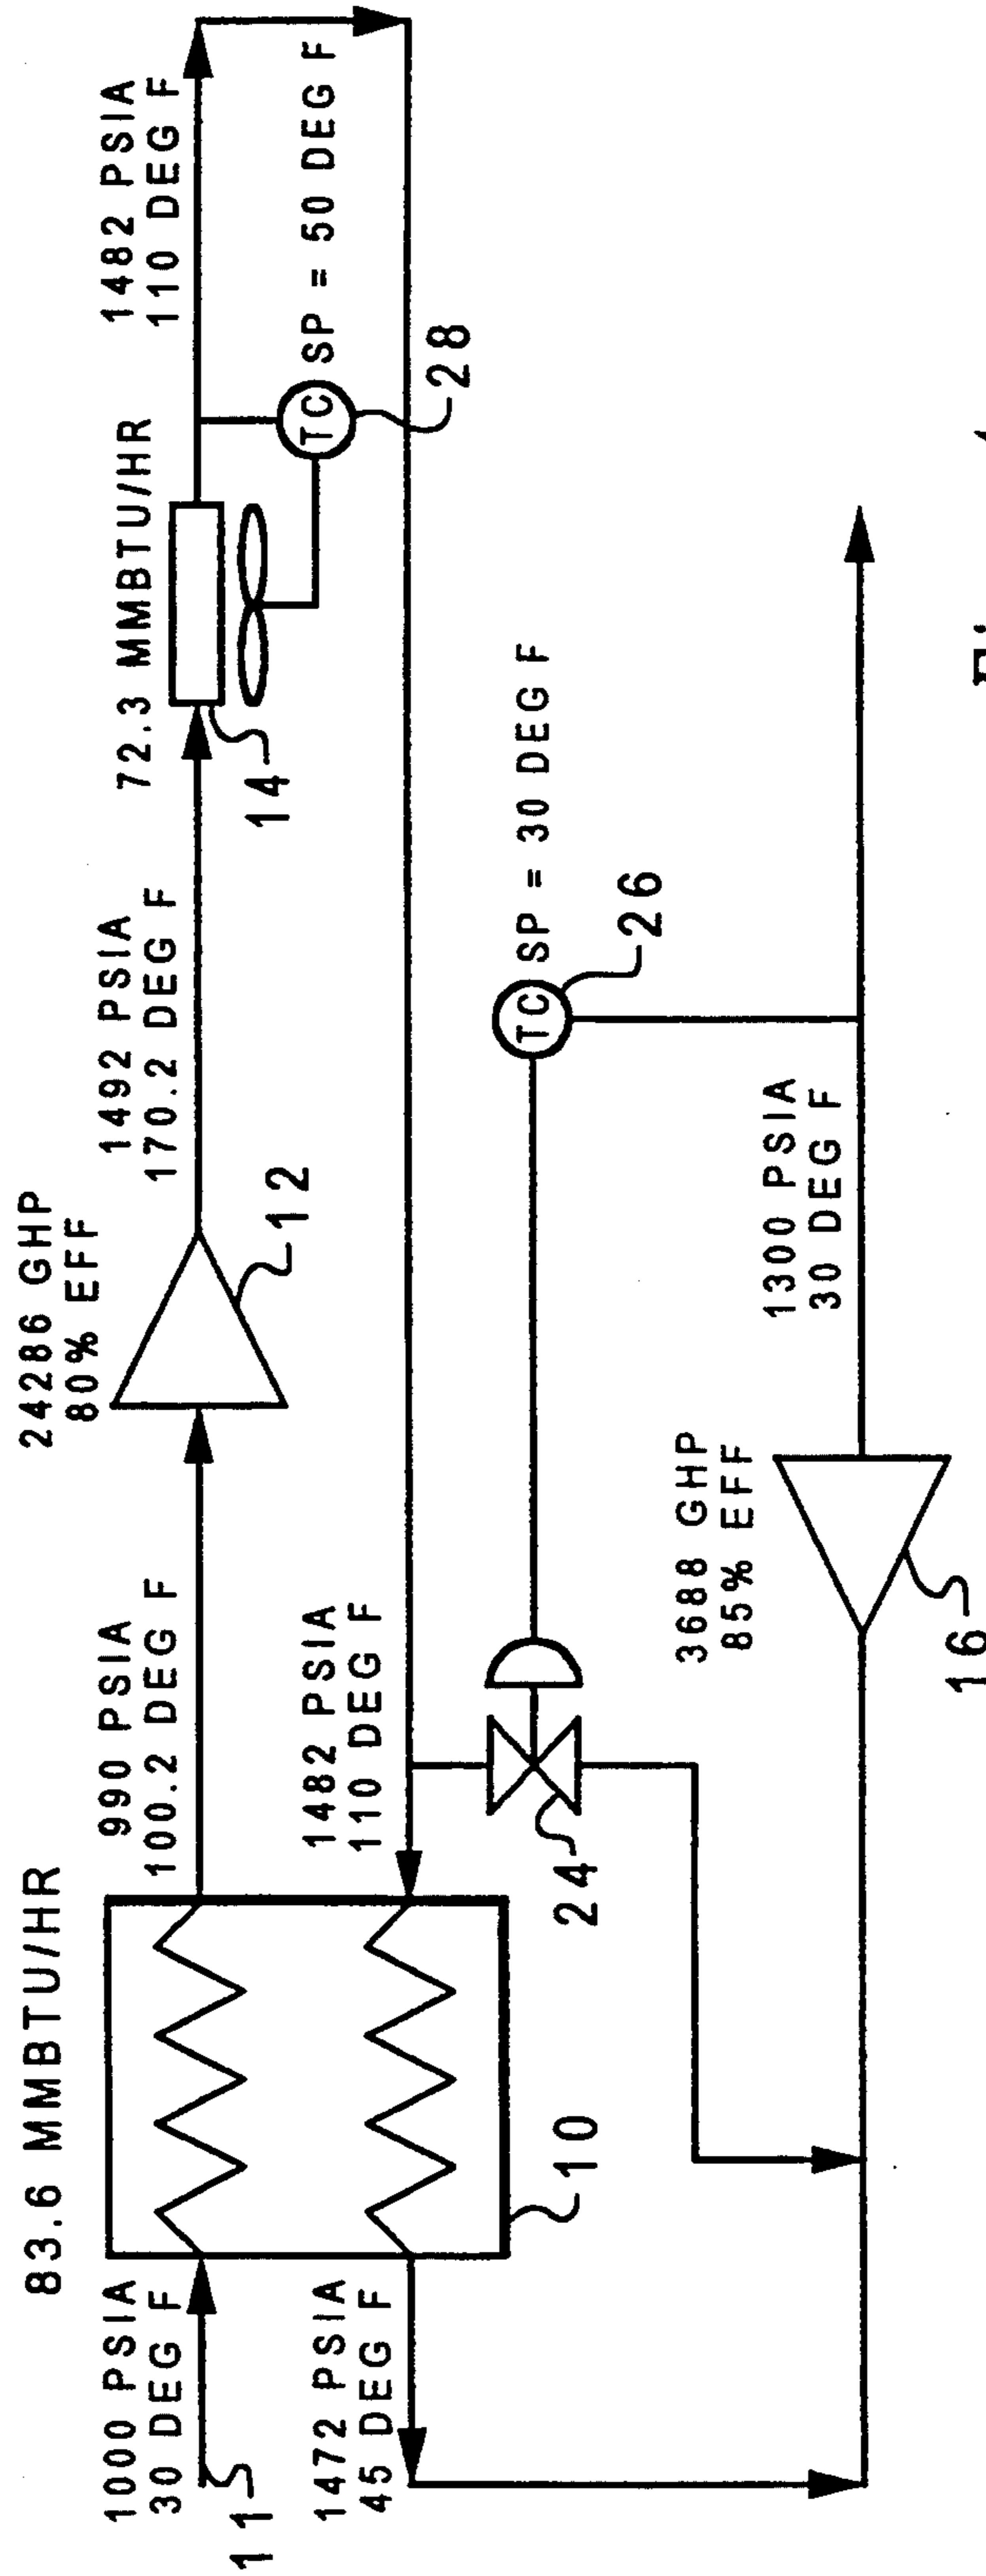 83.6 MMBTU/HR
1000 PSIA
30 DEG F
11
990 PSIA
100.2 DEG F
24286 GHP
80% EFF
12
1492 PSIA
170.2 DEG F
72.3 MMBTU/HR
14
1482 PSIA
110 DEG F
TC
SP = 50 DEG F
28
1472 PSIA
45 DEG F
10
1482 PSIA
110 DEG F
24
TC
SP = 30 DEG F
26
3688 GHP
85% EFF
16
1300 PSIA
30 DEG F